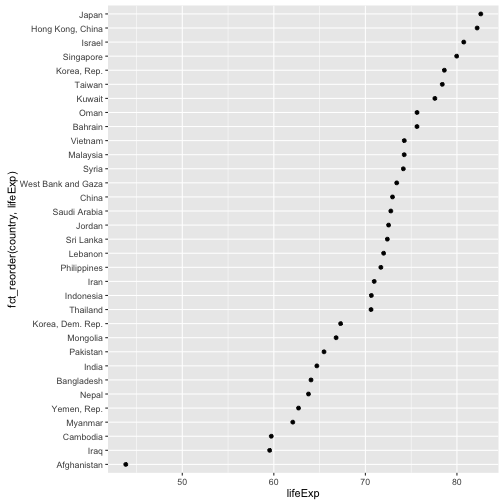 fct_reorder(country, lifeExp)
Japan
Hong Kong, China
Israel
Singapore
Korea, Rep.
Taiwan
Kuwait
Oman
Bahrain
Vietnam
Malaysia
Syria
West Bank and Gaza
China
Saudi Arabia
Jordan
Sri Lanka
Lebanon
Philippines
Iran
Indonesia
Thailand
Korea, Dem. Rep.
Mongolia
Pakistan
India
Bangladesh
Nepal
Yemen, Rep.
Myanmar
Cambodia
Iraq
Afghanistan
50 60 70 80
lifeExp